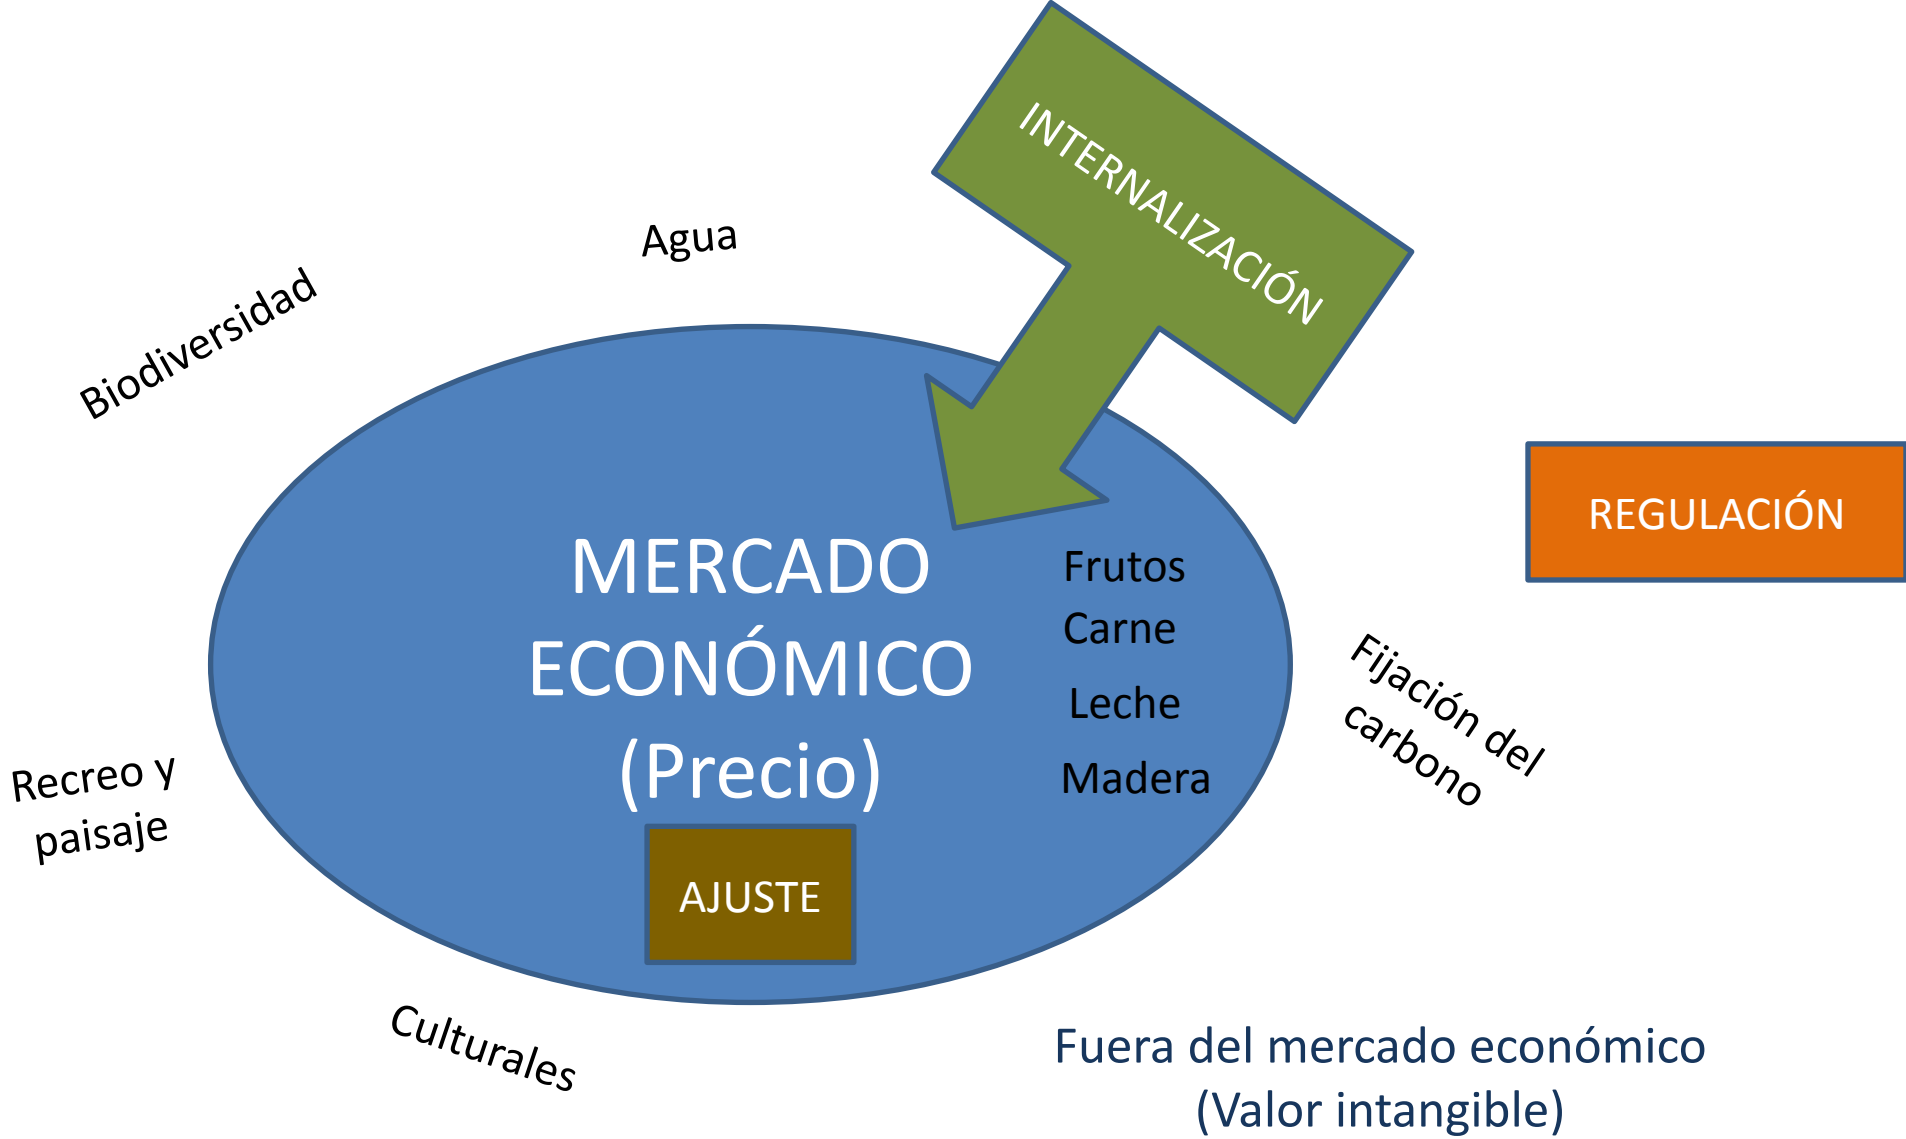 INTERNALIZACIÓN
Agua
Biodiversidad
REGULACIÓN
MERCADO
ECONÓMICO
(Precio)
Frutos
Carne
Leche
Madera
Fijación del
carbono
Recreo y
paisaje
AJUSTE
Culturales
Fuera del mercado económico
(Valor intangible)